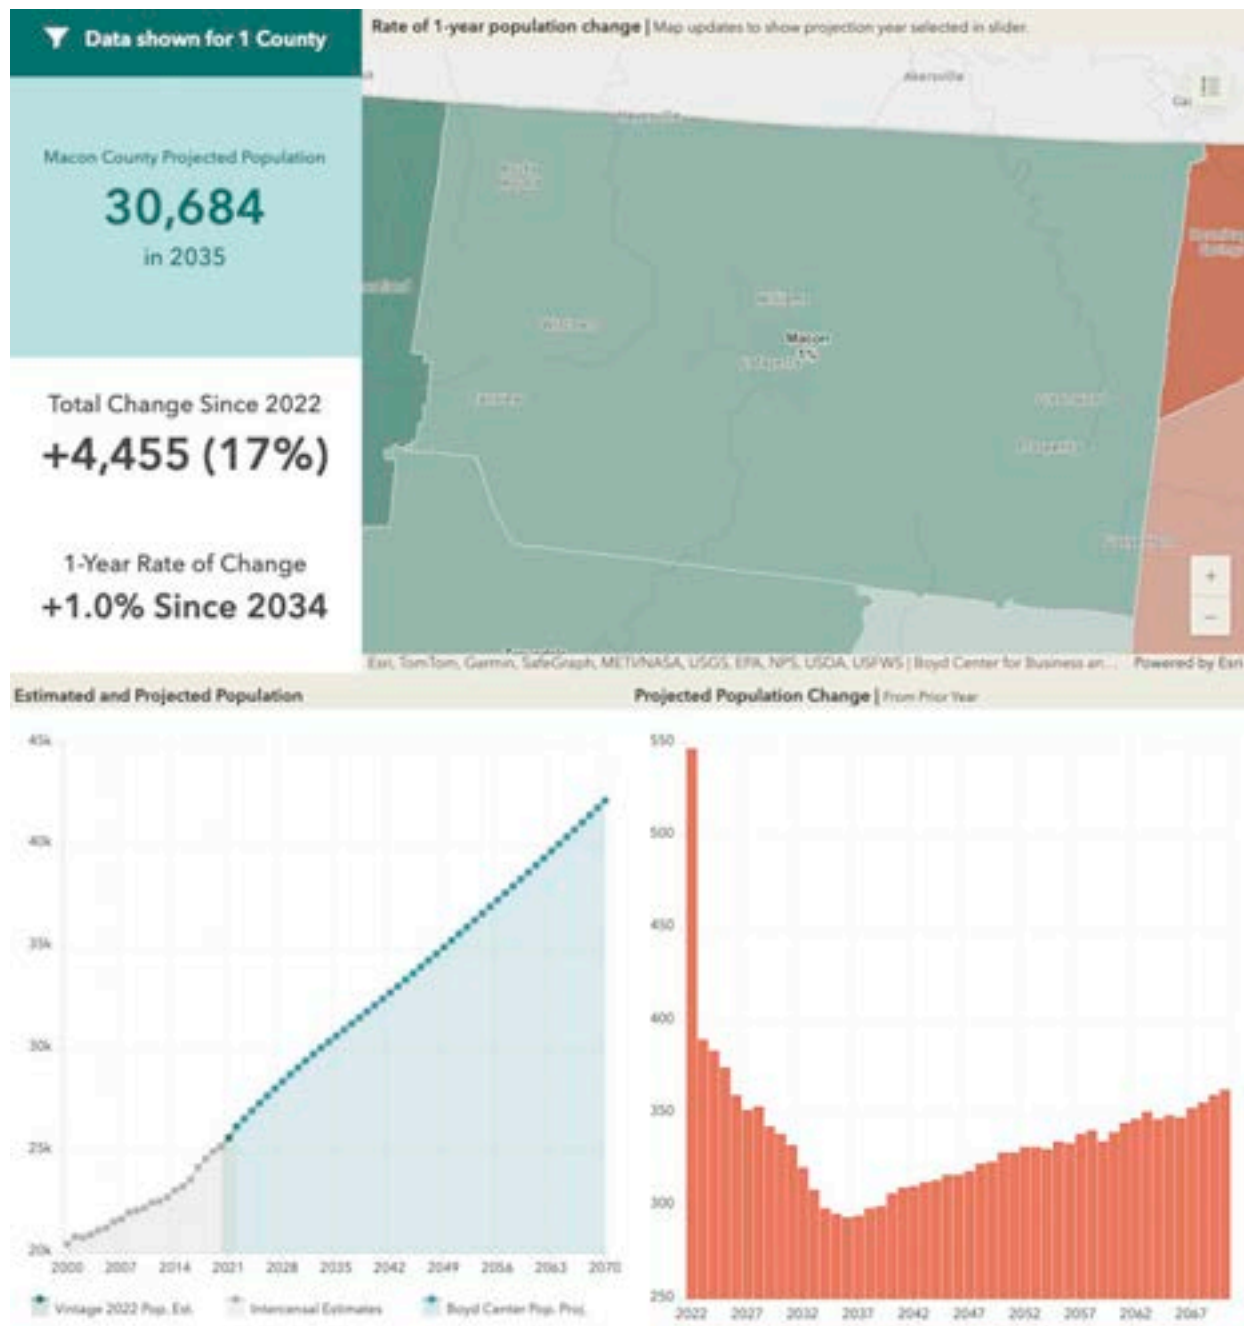 Data shown for 1 County
Rate of 1-year population change | Map updates to show projection year selected in slider.
Akersville
Macon County Projected Population
30,684
in 2035
Williams
Macon
1%
Lafayette
Total Change Since 2022
+4,455 (17%)
1-Year Rate of Change
+1.0% Since 2034
+
−
Esri, TomTom, Garmin, SafeGraph, METI/NASA, USGS, EPA, NPS, USDA, USFWS | Boyd Center for Business an...
Powered by Esri
Estimated and Projected Population
Projected Population Change | From Prior Year
45k
40k
35k
30k
25k
20k
2000 2007 2014 2021 2028 2035 2042 2049 2056 2063 2070
Vintage 2022 Pop. Est. Intercensal Estimates Boyd Center Pop. Proj.
550
500
450
400
350
300
250
2022 2027 2032 2037 2042 2047 2052 2057 2062 2067